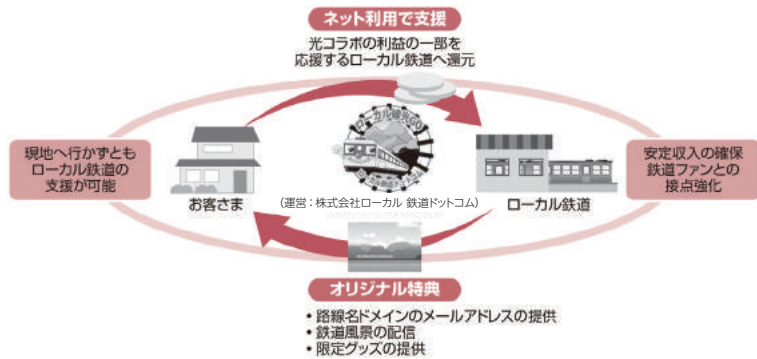 ネット利用で支援
光コラボの利益の一部を
応援するローカル鉄道へ還元
現地へ行かずとも
ローカル鉄道の
支援が可能
お客さま
(運営：株式会社ローカル 鉄道ドットコム)
ローカル鉄道
安定収入の確保
鉄道ファンとの
接点強化
オリジナル特典
・路線名ドメインのメールアドレスの提供
・鉄道風景の配信
・限定グッズの提供